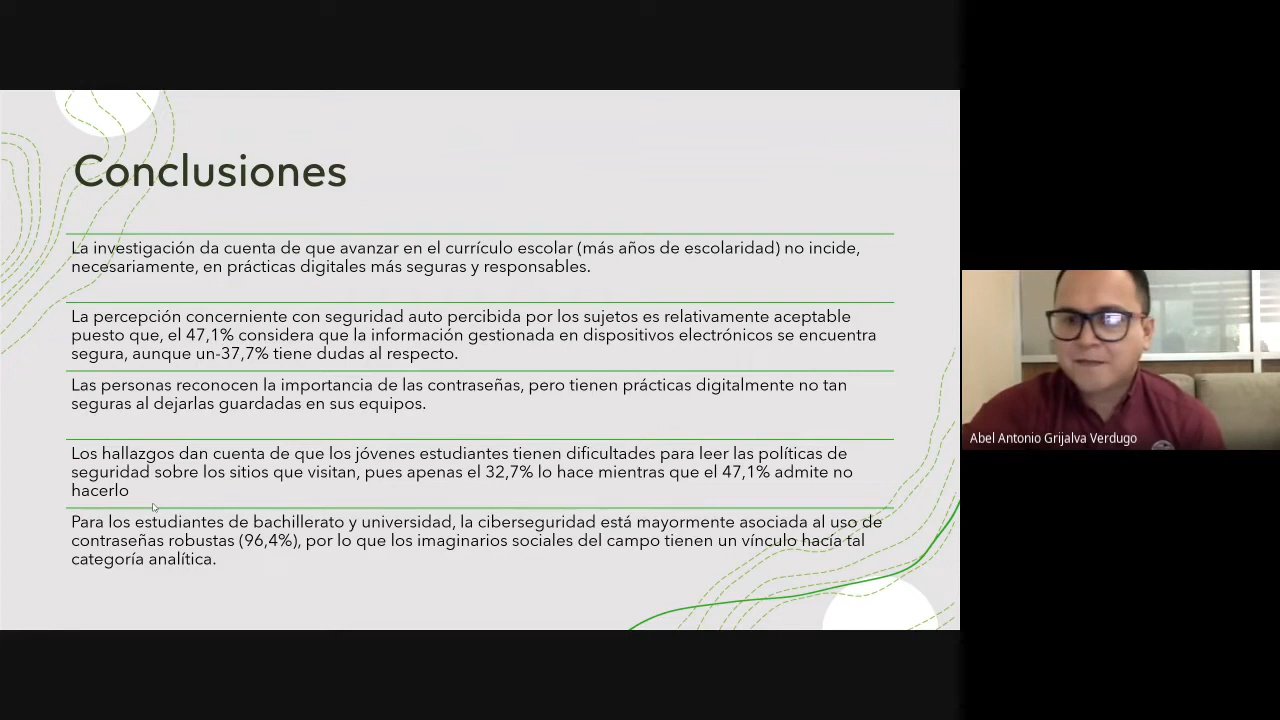 Conclusiones
La investigación da cuenta de que avanzar en el currículo escolar (más años de escolaridad) no incide,
necesariamente, en prácticas digitales más seguras y responsables.
La percepción concerniente con seguridad auto percibida por los sujetos es relativamente aceptable
puesto que, el 47,1% considera que la información gestionada en dispositivos electrónicos se encuentra
segura, aunque un-37,7% tiene dudas al respecto.
Las personas reconocen la importancia de las contraseñas, pero tienen prácticas digitalmente no tan
seguras al dejarlas guardadas en sus equipos.
Los hallazgos dan cuenta de que los jóvenes estudiantes tienen dificultades para leer las políticas de
seguridad sobre los sitios que visitan, pues apenas el 32,7% lo hace mientras que el 47,1% admite no
hacerlo
Para los estudiantes de bachillerato y universidad, la ciberseguridad está mayormente asociada al uso de
contraseñas robustas (96,4%), por lo que los imaginarios sociales del campo tienen un vínculo hacía tal
categoría analítica.
Abel Antonio Grijalva Verdugo